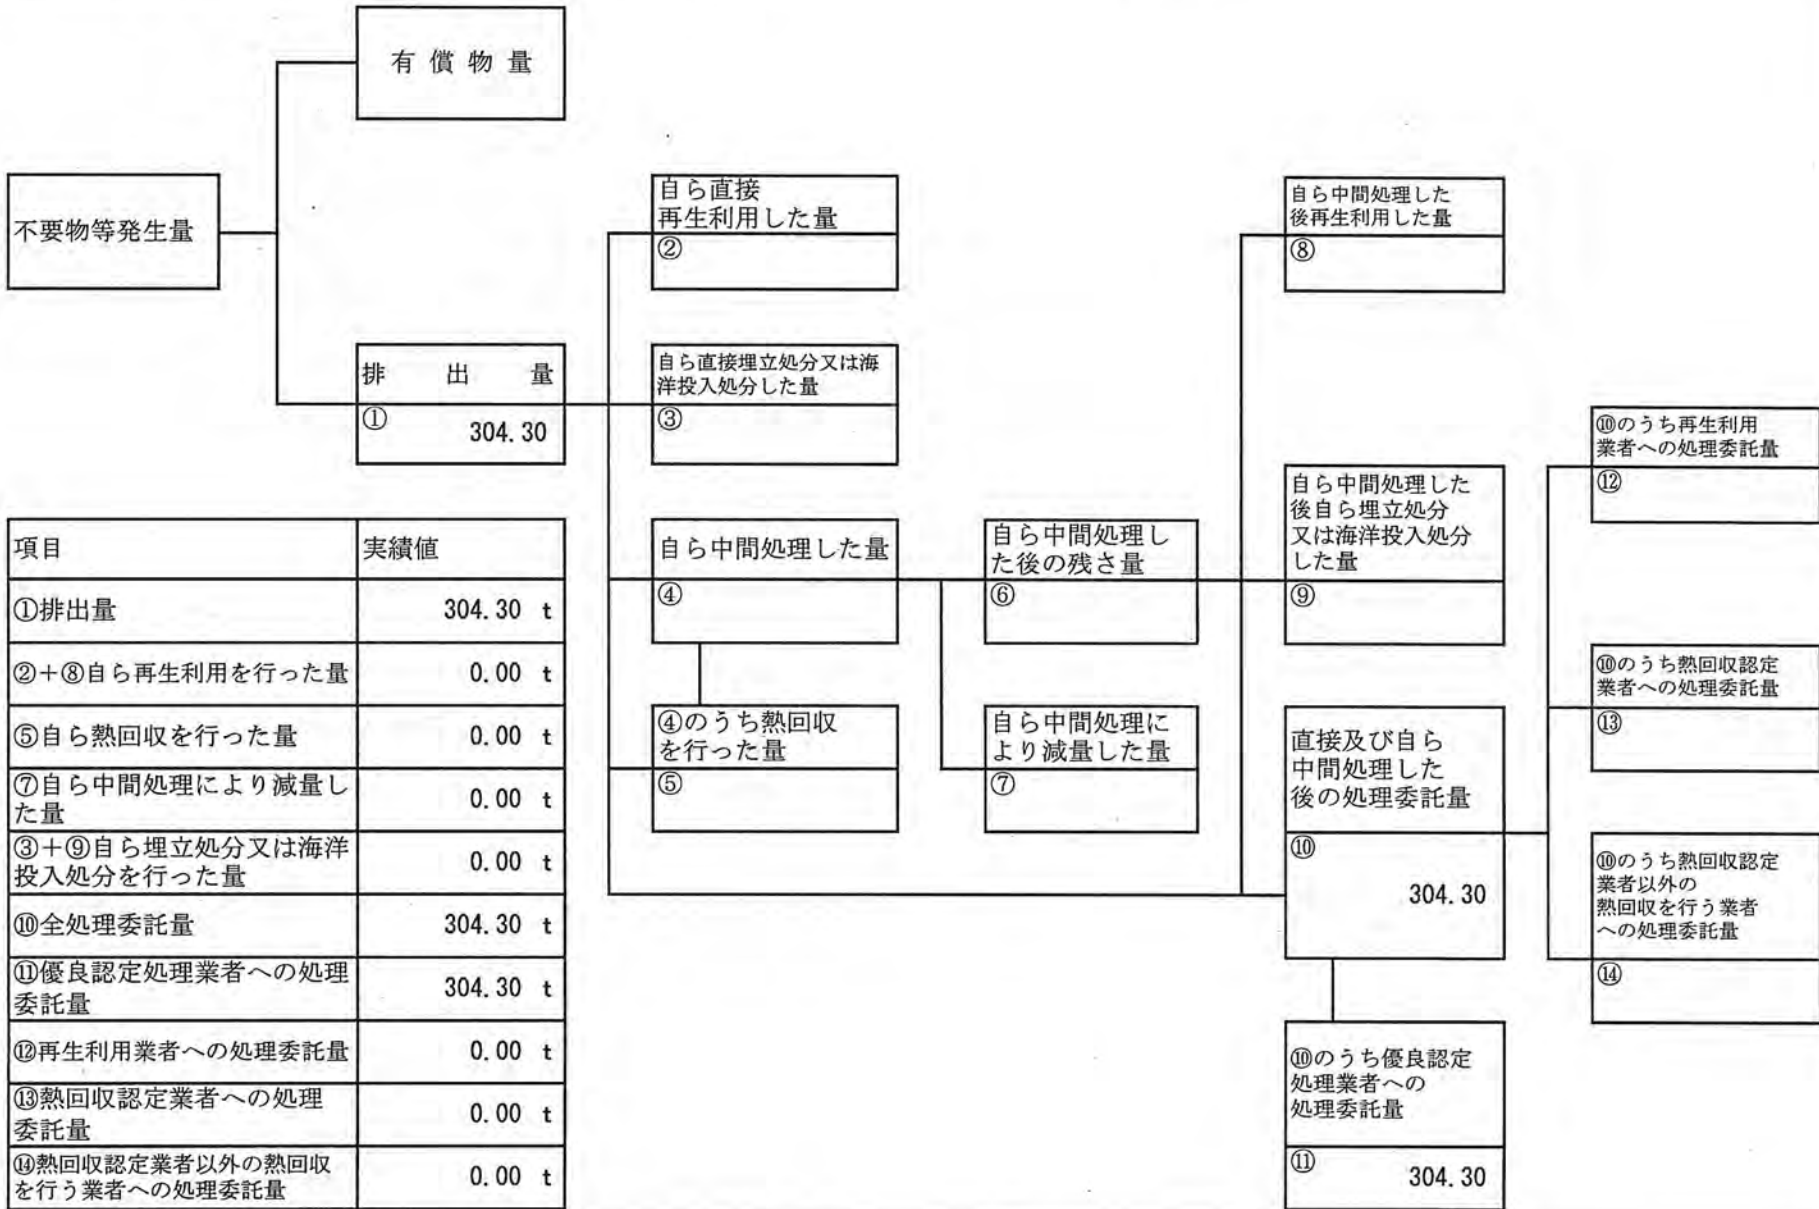 有償物量
不要物等発生量
自ら直接
再生利用した量
②
自ら中間処理した
後再生利用した量
⑧
排出量
①
304.30
自ら直接埋立処分又は海
洋投入処分した量
③
⑩のうち再生利用
業者への処理委託量
⑫
自ら中間処理した量
④
自ら中間処理し
た後の残さ量
⑥
自ら中間処理した
後自ら埋立処分
又は海洋投入処分
した量
⑨
⑩のうち熱回収認定
業者への処理委託量
⑬
④のうち熱回収
を行った量
⑤
自ら中間処理に
より減量した量
⑦
直接及び自ら
中間処理した
後の処理委託量
⑩
304.30
⑩のうち熱回収認定
業者以外の
熱回収を行う業者
への処理委託量
⑭
⑩のうち優良認定
処理業者への
処理委託量
⑪
304.30
項目 実績値
①排出量 304.30 t
②+⑧自ら再生利用を行った量 0.00 t
⑤自ら熱回収を行った量 0.00 t
⑦自ら中間処理により減量し
た量 0.00 t
③+⑨自ら埋立処分又は海洋
投入処分を行った量 0.00 t
⑩全処理委託量 304.30 t
⑪優良認定処理業者への処理
委託量 304.30 t
⑫再生利用業者への処理委託量 0.00 t
⑬熱回収認定業者への処理
委託量 0.00 t
⑭熱回収認定業者以外の熱回収
を行う業者への処理委託量 0.00 t